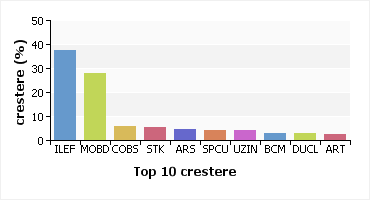 crestere (%)
50
40
30
20
10
0
ILEF MOBD COBS STK ARS SPCU UZIN BCM DUCL ART
Top 10 crestere